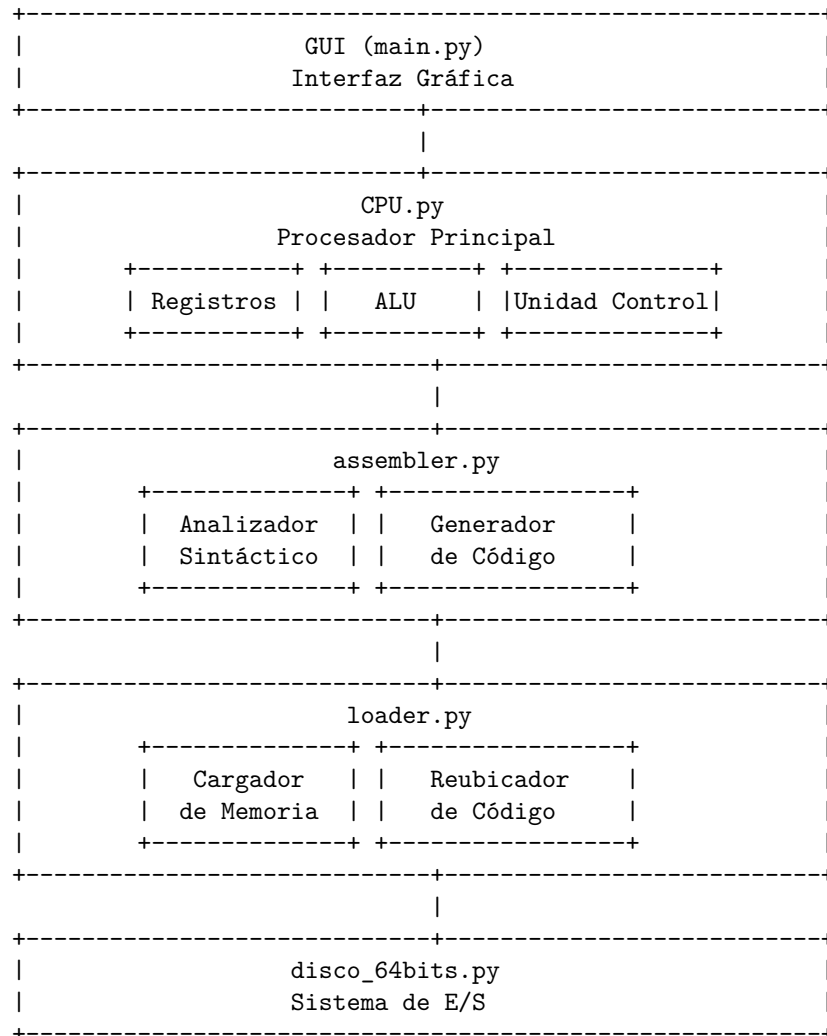 GUI (main.py)
Interfaz Gráfica
CPU.py
Procesador Principal
Registros ALU Unidad Control
assembler.py
Analizador Generador
Sintáctico de Código
loader.py
Cargador Reubicador
de Memoria de Código
disco_64bits.py
Sistema de E/S